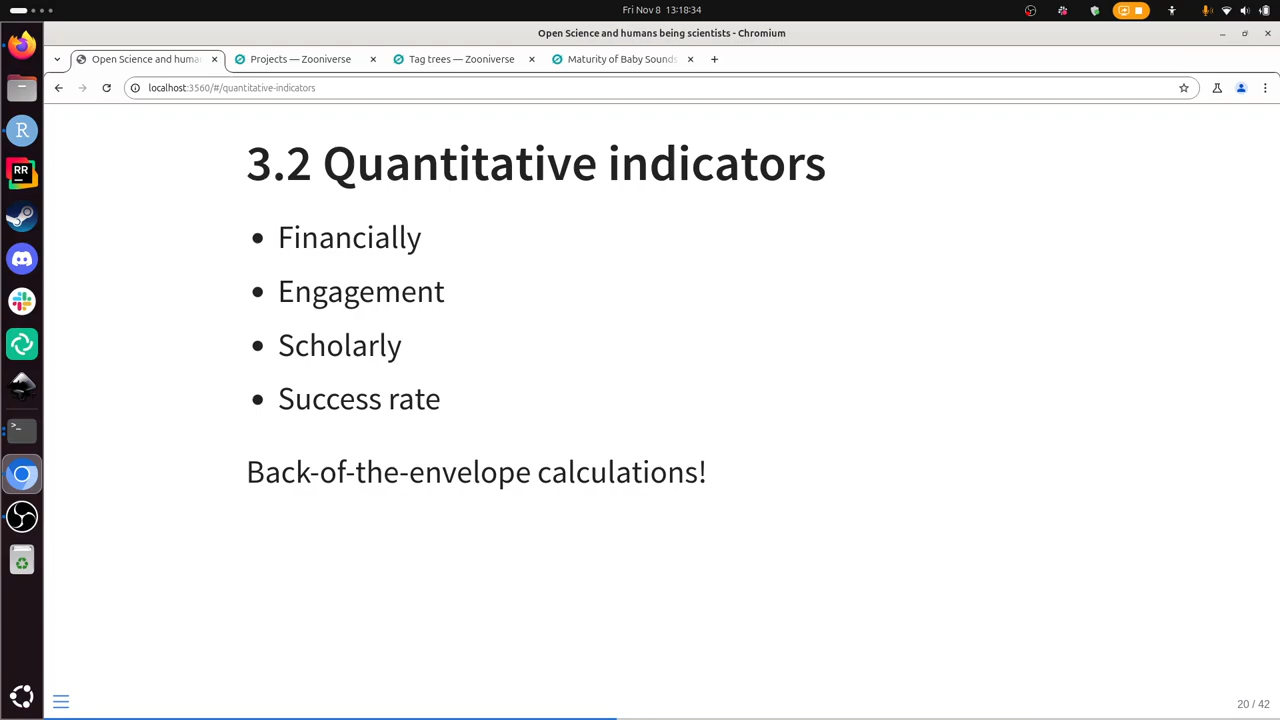 Fri Nov 8 13:18:34
Open Science and humans being scientists - Chromium
Open Science and huma
Projects — Zooniverse
Tag trees — Zooniverse
Maturity of Baby Sounds
localhost:3560/#/quantitative-indicators
R
RR
3.2 Quantitative indicators
• Financially
• Engagement
• Scholarly
• Success rate
Back-of-the-envelope calculations!
20 / 42